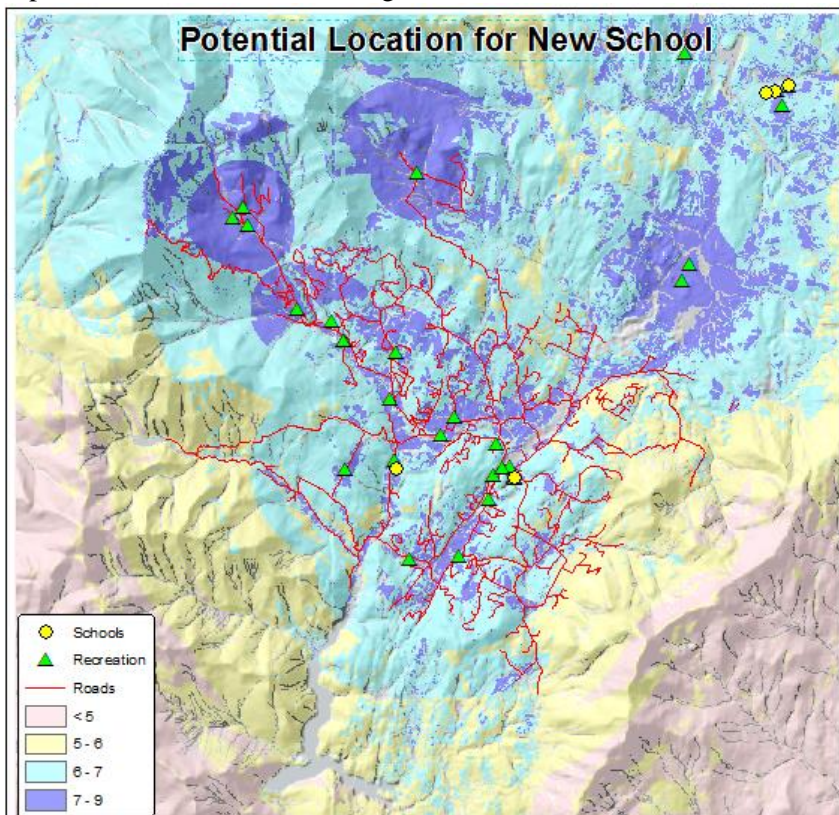 Potential Location for New School
Schools
Recreation
Roads
< 5
5 - 6
6 - 7
7 - 9